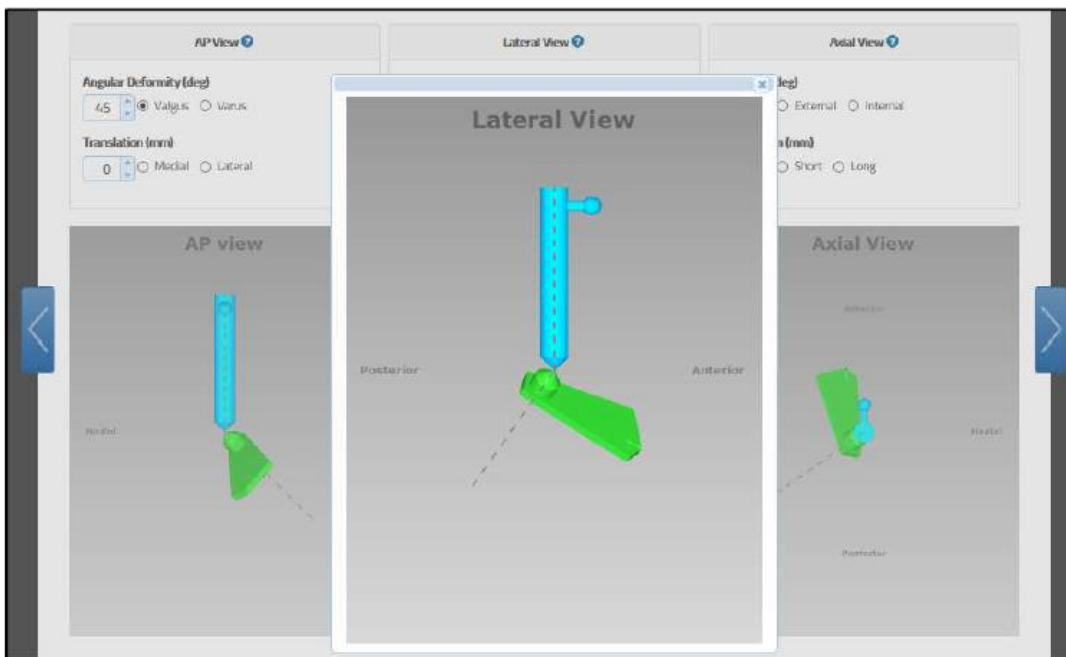 AP View
Lateral View
Axial View
Angular Deformity (deg)
45 Valgus Varus
Translation (mm)
0 Medial Lateral
deg)
External Internal
n (mm)
Short Long
AP view
Medial
Lateral View
Posterior Anterior
Axial View
Anterior
Medial
Posterior